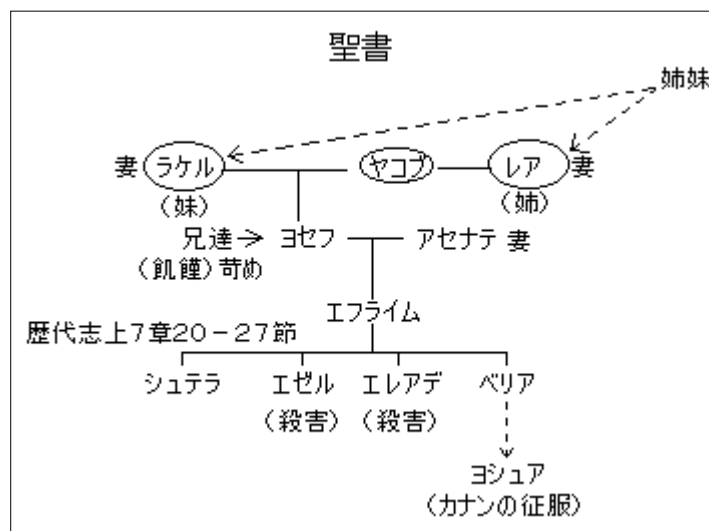 聖書
姉妹
妻 ラケル ヤコブ レア 妻
(妹) (姉)
兄達→ ヨセフ アセナテ 妻
(飢饉) 苛め
エフライム
歴代志上7章20-27節
シュテラ エゼル エレアデ ベリア
(殺害) (殺害)
ヨシュア
(カナンの征服)